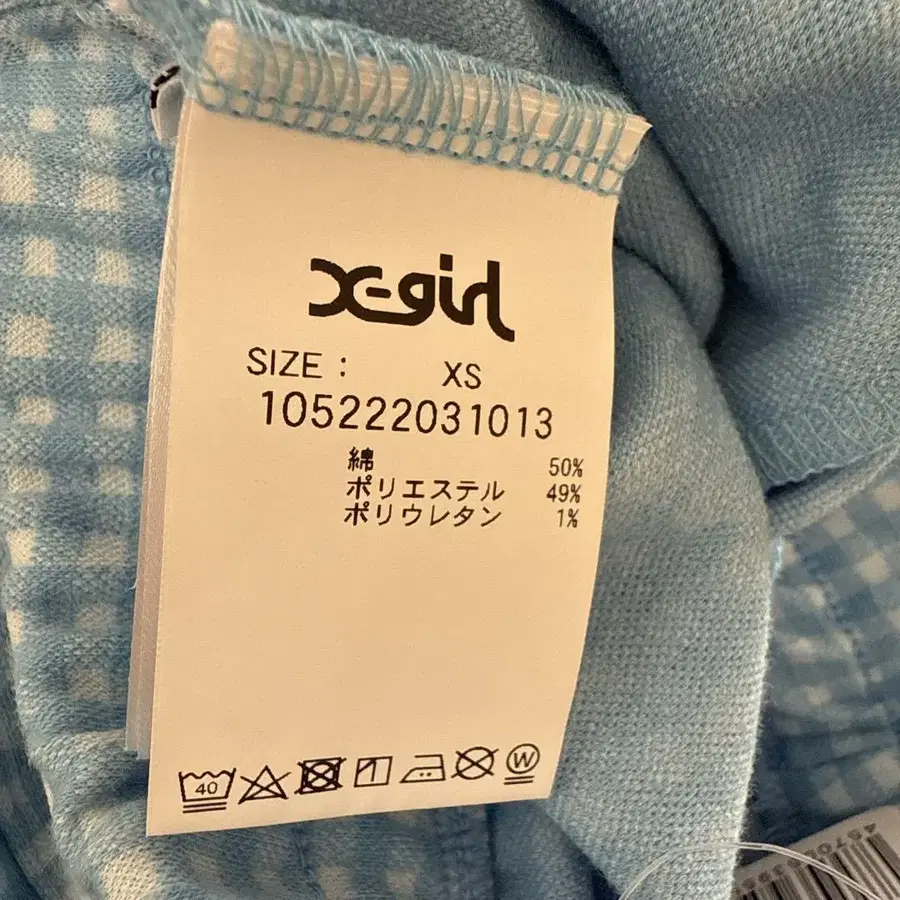 X-girl
SIZE : XS
105222031013
綿 50%
ポリエステル 49%
ポリウレタン 1%
40
W